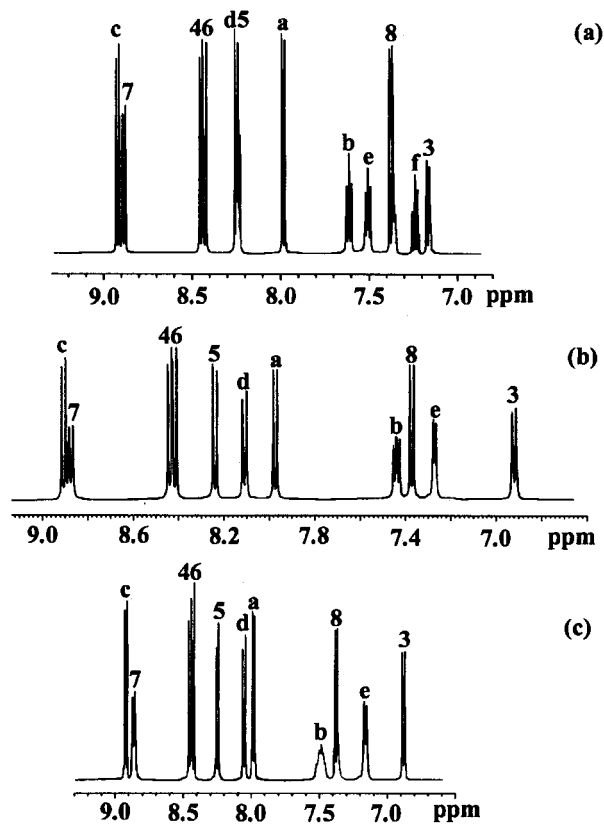 (a)
c 7 46 d5 a b e 8 f 3
9.0 8.5 8.0 7.5 7.0 ppm
(b)
c 7 46 5 d a b 8 e 3
9.0 8.6 8.2 7.8 7.4 7.0 ppm
(c)
c 7 46 5 d a b 8 e 3
9.0 8.5 8.0 7.5 7.0 ppm